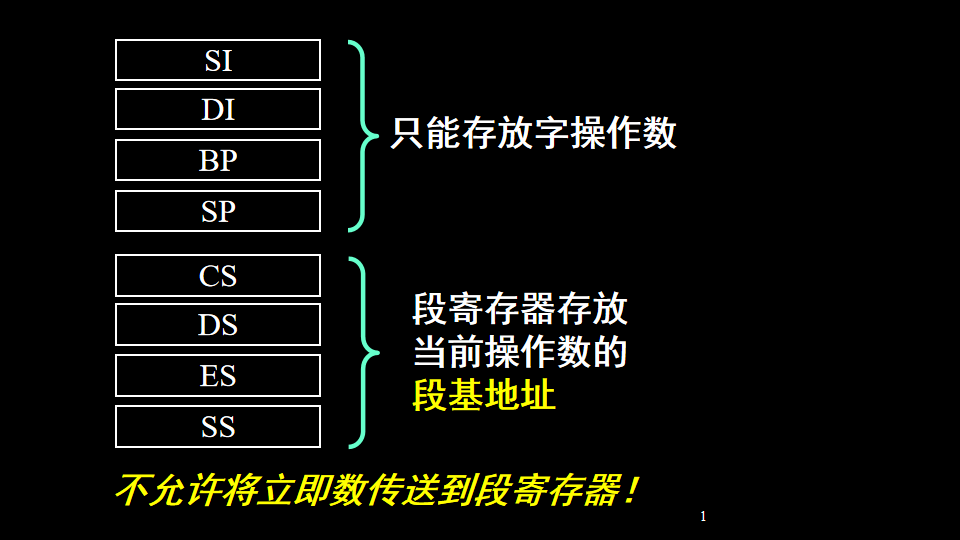 SI
DI
BP
SP
只能存放字操作数
CS
DS
ES
SS
段寄存器存放
当前操作数的
段基地址
不允许将立即数传送到段寄存器！
1